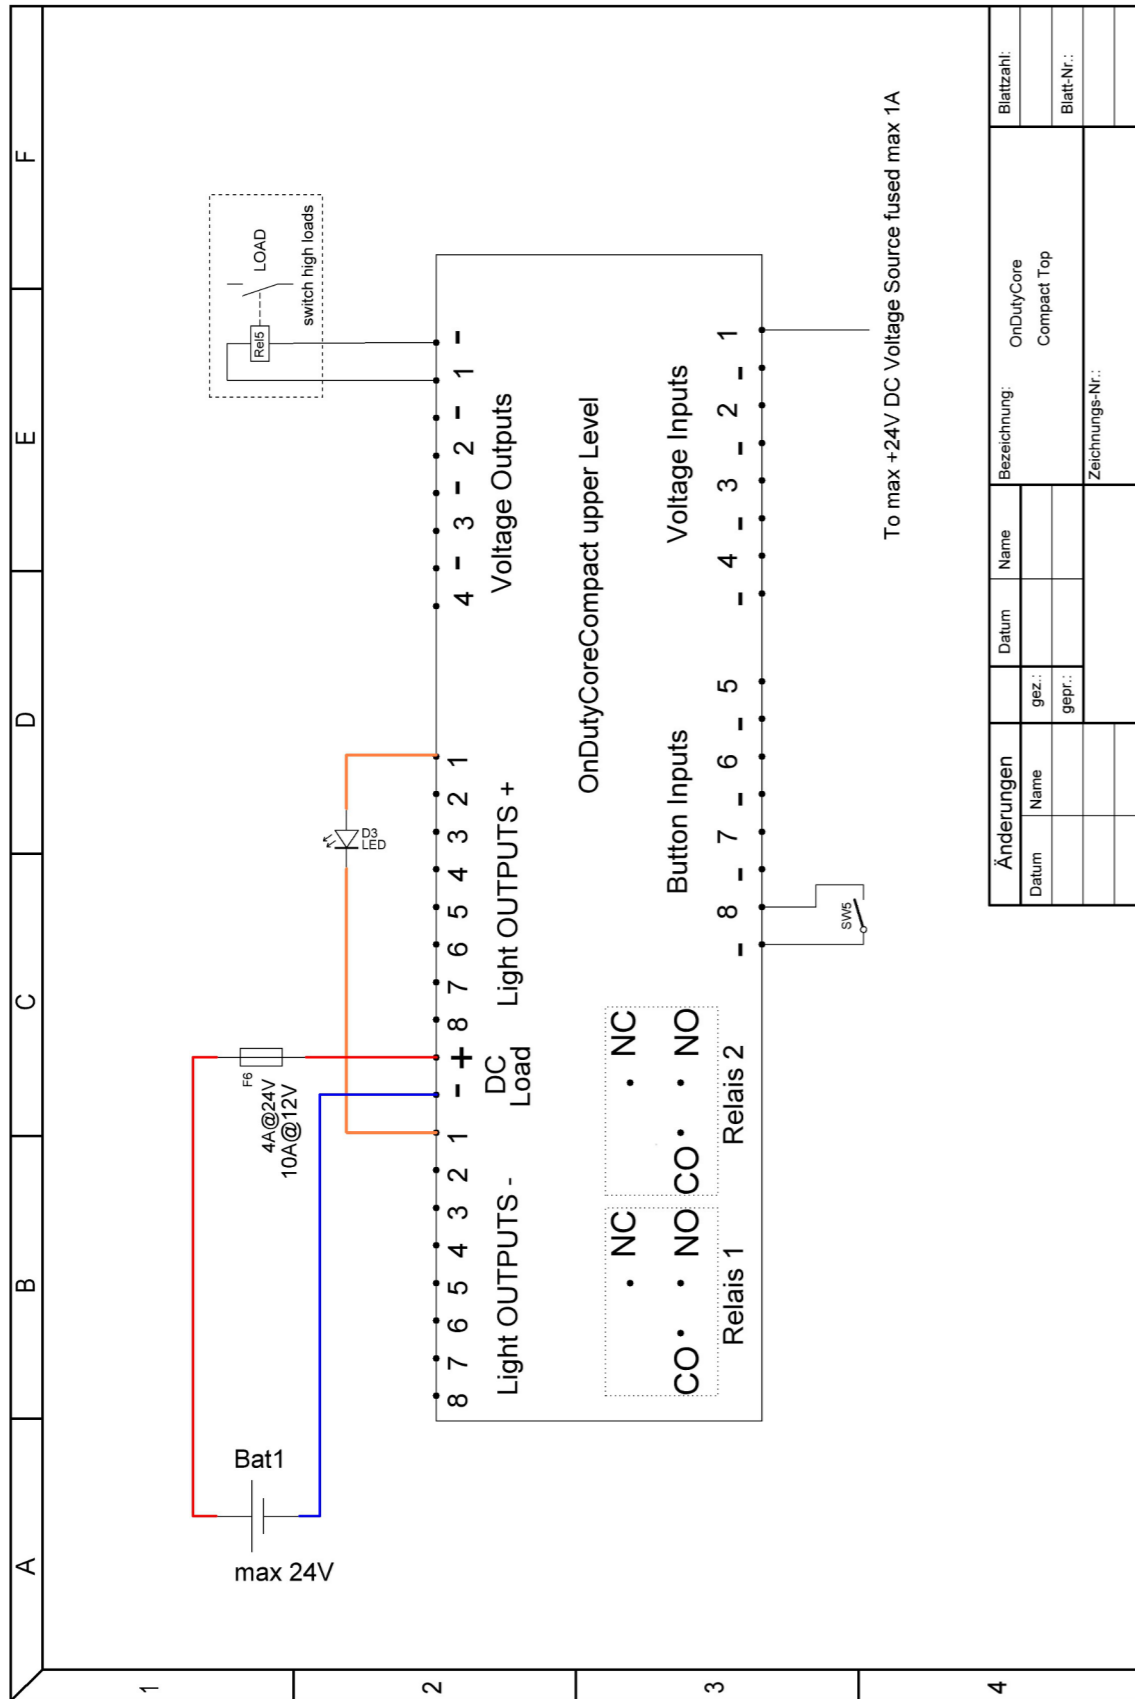 A
B
C
D
E
F
1
2
3
4
Bat1
max 24V
F6
4A@24V
10A@12V
D3
LED
Rel5
LOAD
switch high loads
8 7 6 5 4 3 2 1 - + 8 7 6 5 4 3 2 1 4 - 3 - 2 - 1 -
Light OUTPUTS -
DC
Load
Light OUTPUTS +
Voltage Outputs
OnDutyCoreCompact upper Level
NC
CO NO
Relais 1
NC
CO NO
Relais 2
Button Inputs
Voltage Inputs
- 8 - 7 - 6 - 5 - 4 - 3 - 2 - 1
SW5
To max +24V DC Voltage Source fused max 1A
Änderungen
Datum
Name
Datum
Name
gez.:
gepr.:
Bezeichnung:
OnDutyCore
Compact Top
Zeichnungs-Nr.:
Blattzahl:
Blatt-Nr.: